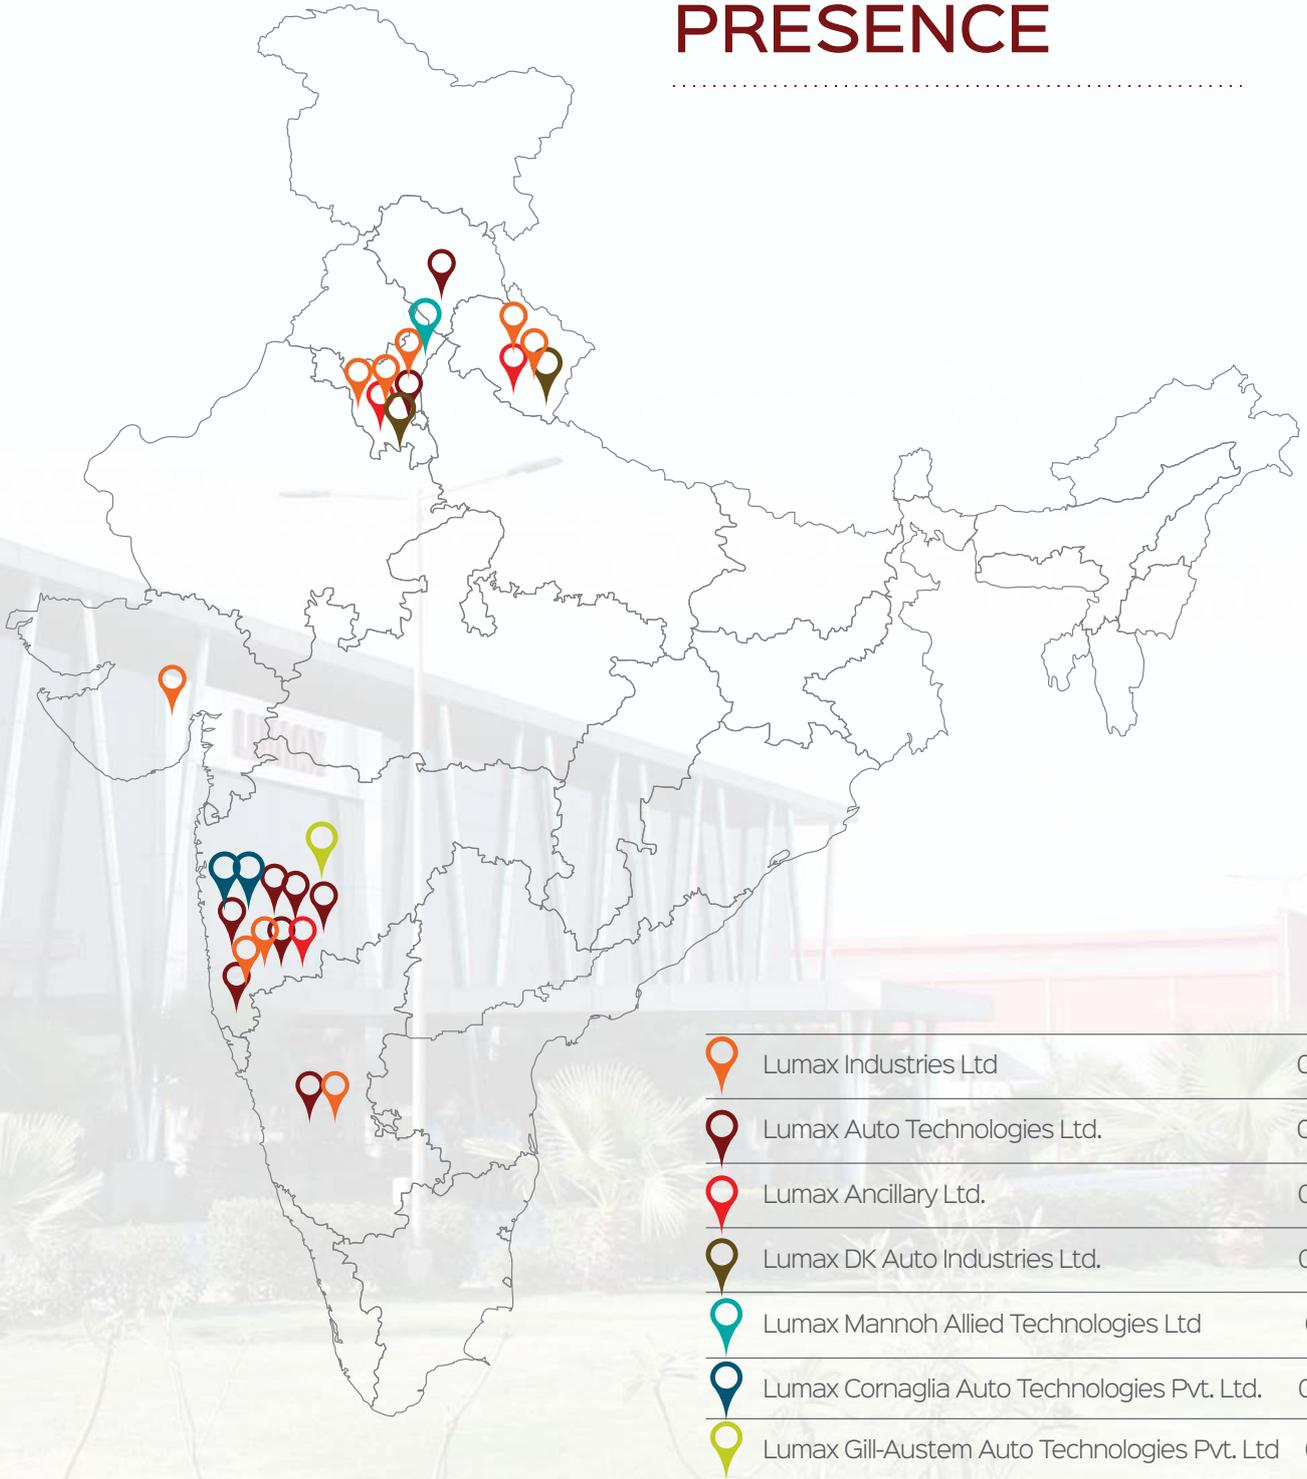 PRESENCE
LUMAX
Lumax Industries Ltd
Lumax Auto Technologies Ltd.
Lumax Ancillary Ltd.
Lumax DK Auto Industries Ltd.
Lumax Mannoh Allied Technologies Ltd
Lumax Cornaglia Auto Technologies Pvt. Ltd.
Lumax Gill-Austem Auto Technologies Pvt. Ltd